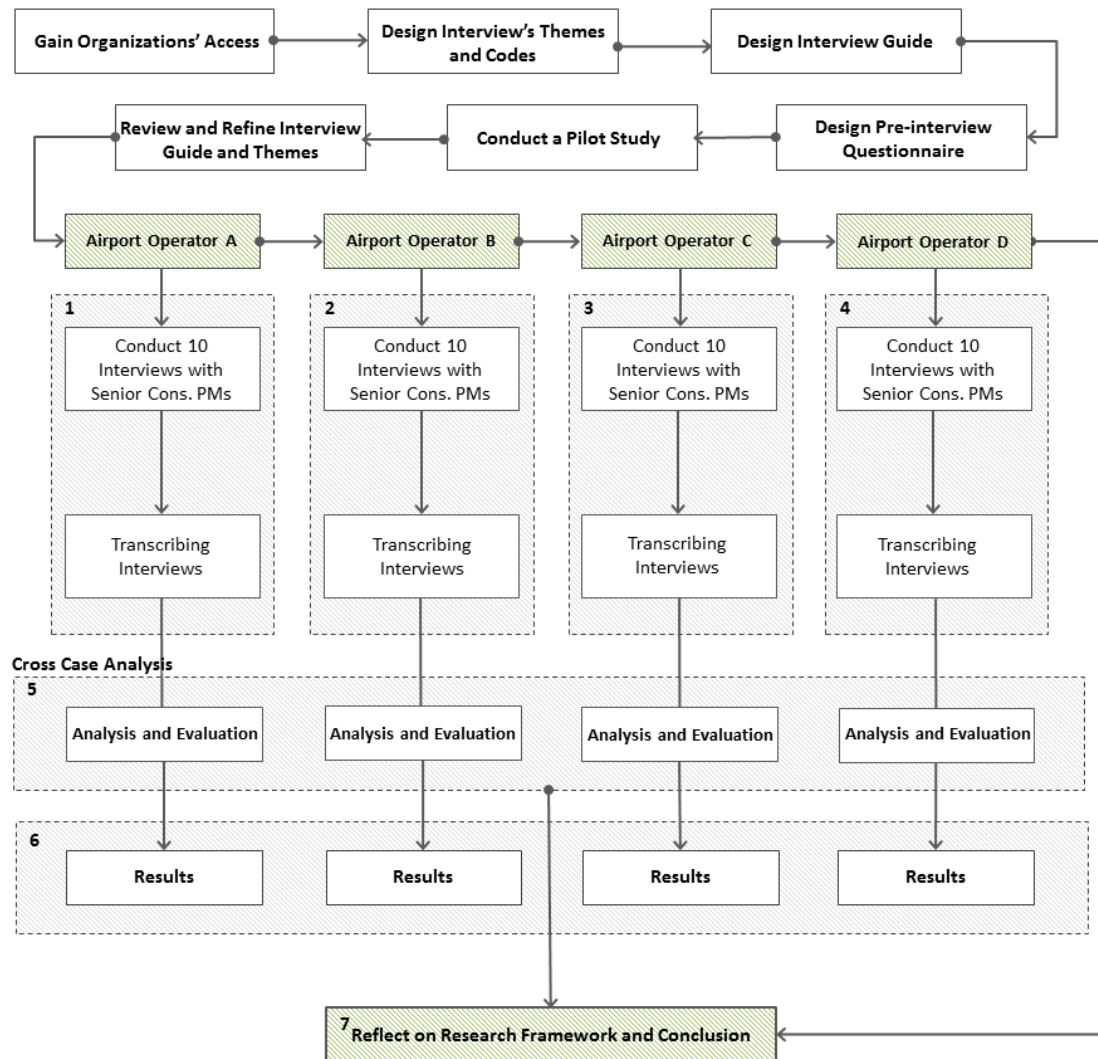 Gain Organizations' Access
Design Interview's Themes
and Codes
Design Interview Guide
Review and Refine Interview
Guide and Themes
Conduct a Pilot Study
Design Pre-interview
Questionnaire
Airport Operator A
Airport Operator B
Airport Operator C
Airport Operator D
1
Conduct 10
Interviews with
Senior Cons. PMs
Transcribing
Interviews
2
Conduct 10
Interviews with
Senior Cons. PMs
Transcribing
Interviews
3
Conduct 10
Interviews with
Senior Cons. PMs
Transcribing
Interviews
4
Conduct 10
Interviews with
Senior Cons. PMs
Transcribing
Interviews
Cross Case Analysis
5
Analysis and Evaluation
Analysis and Evaluation
Analysis and Evaluation
Analysis and Evaluation
6
Results
Results
Results
Results
7
Reflect on Research Framework and Conclusion